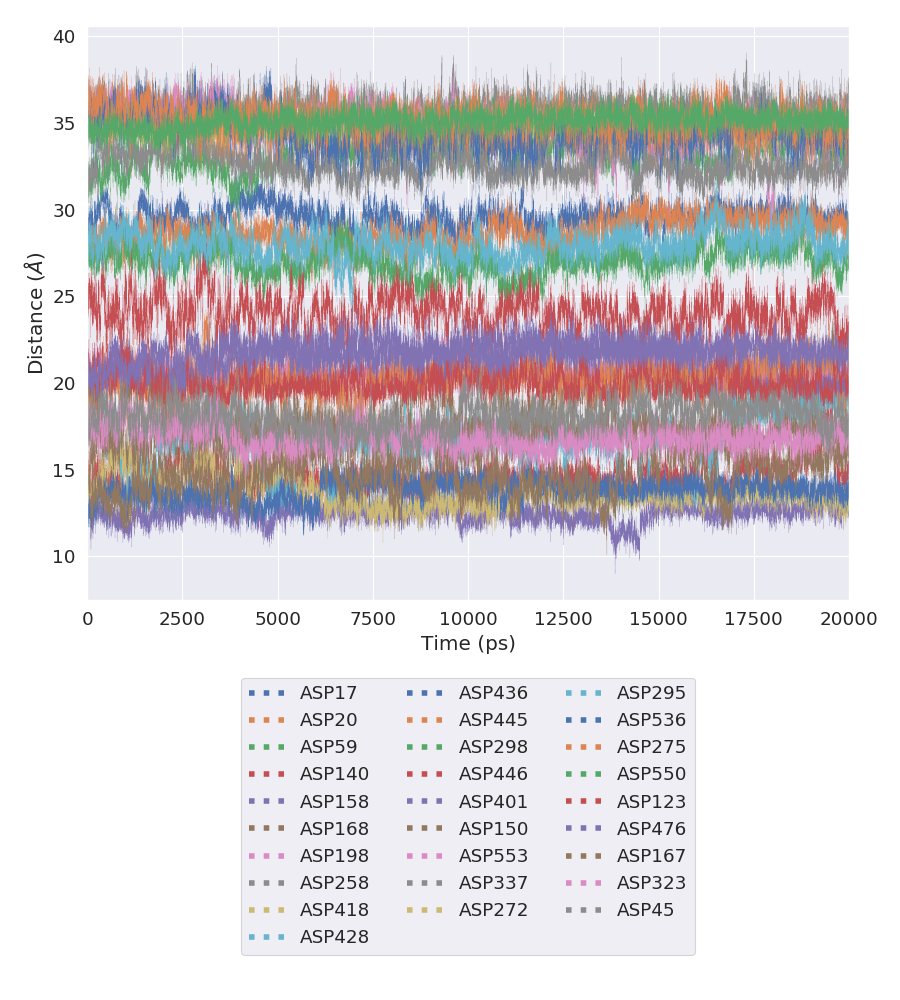 40
35
30
25
20
15
10
Distance (Å)
0 2500 5000 7500 10000 12500 15000 17500 20000
Time (ps)
ASP17 ASP436 ASP295
ASP20 ASP445 ASP536
ASP59 ASP298 ASP275
ASP140 ASP446 ASP550
ASP158 ASP401 ASP123
ASP168 ASP150 ASP476
ASP198 ASP553 ASP167
ASP258 ASP337 ASP323
ASP418 ASP272 ASP45
ASP428